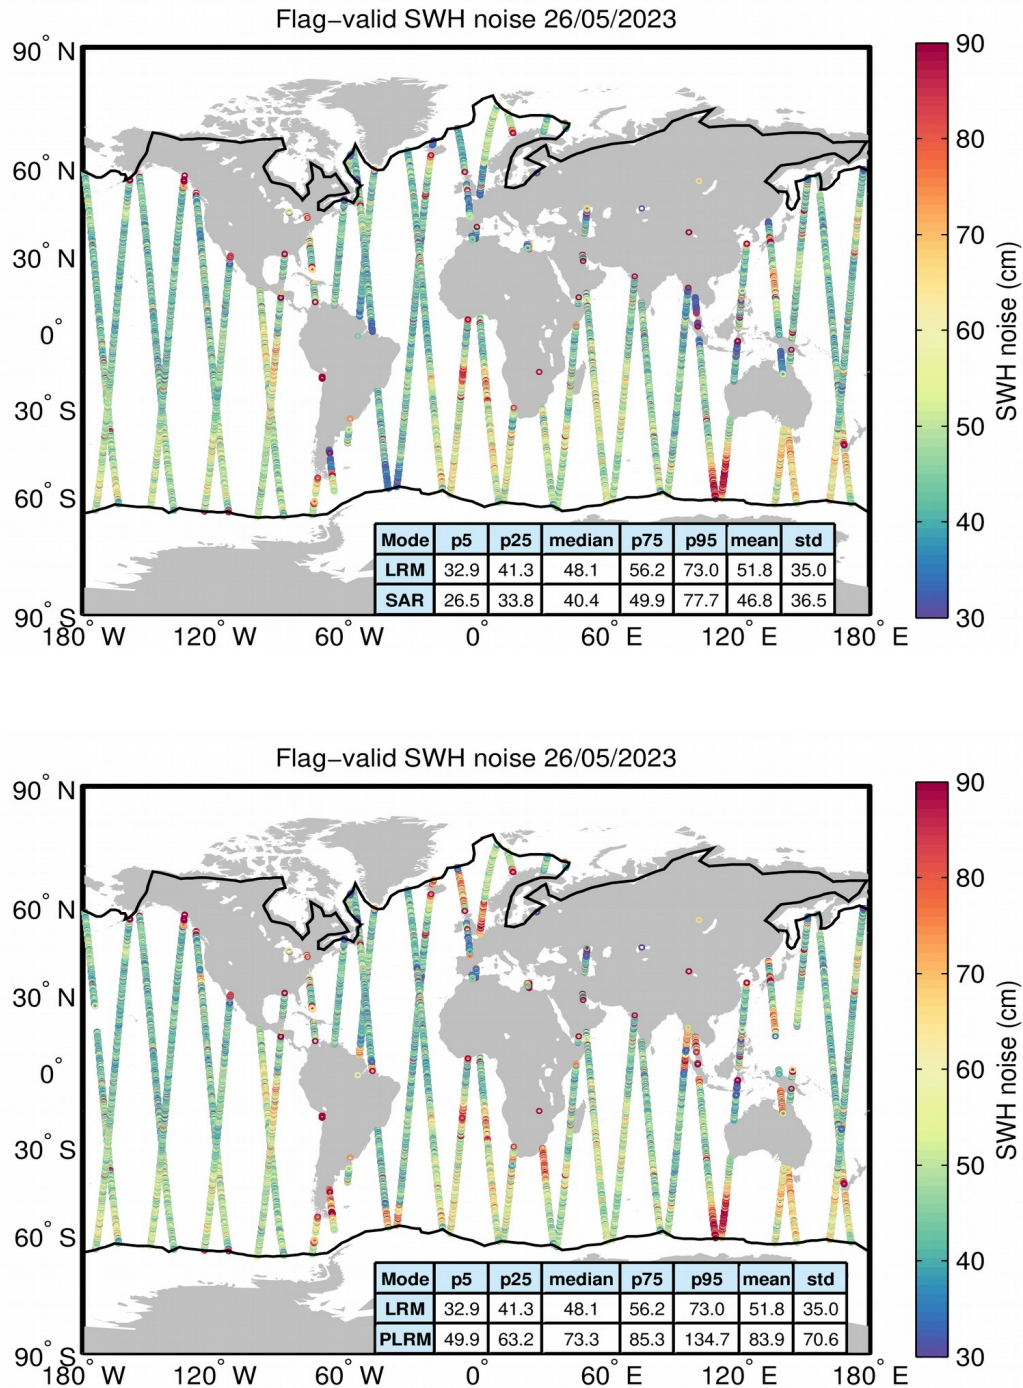 Flag−valid SWH noise 26/05/2023
90° N
60° N
30° N
0°
30° S
60° S
90° S
180° W 120° W 60° W 0° 60° E 120° E 180° E
90
80
70
60
50
40
30
SWH noise (cm)
Mode p5 p25 median p75 p95 mean std
LRM 32.9 41.3 48.1 56.2 73.0 51.8 35.0
SAR 26.5 33.8 40.4 49.9 77.7 46.8 36.5
Flag−valid SWH noise 26/05/2023
90° N
60° N
30° N
0°
30° S
60° S
90° S
180° W 120° W 60° W 0° 60° E 120° E 180° E
90
80
70
60
50
40
30
SWH noise (cm)
Mode p5 p25 median p75 p95 mean std
LRM 32.9 41.3 48.1 56.2 73.0 51.8 35.0
PLRM 49.9 63.2 73.3 85.3 134.7 83.9 70.6